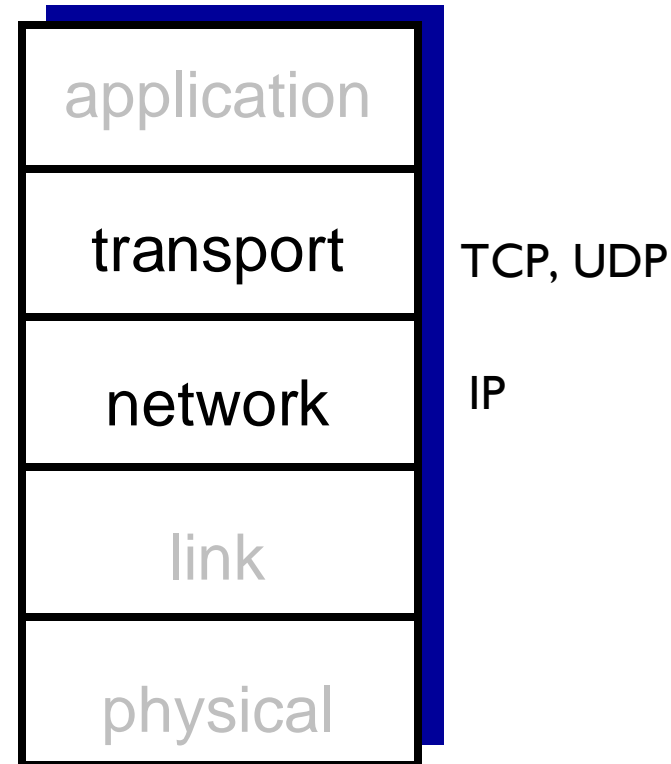 application
transport
TCP, UDP
network
IP
link
physical